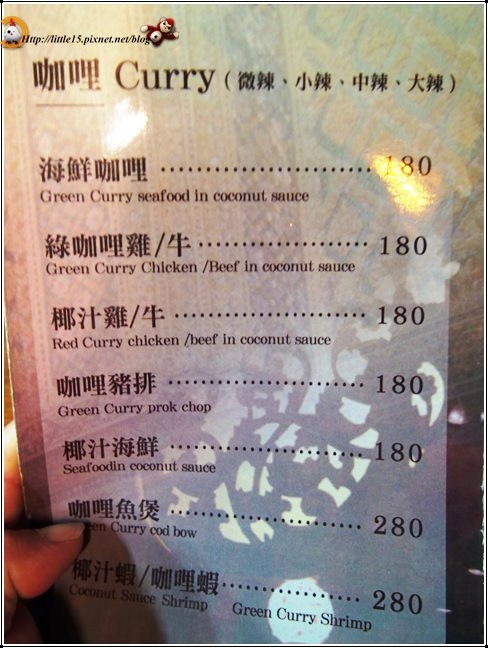 Http://little15.pixnet.net/blog
咖哩 Curry (微辣、小辣、中辣、大辣)
海鮮咖哩 ························ 180
Green Curry seafood in coconut sauce
綠咖哩雞/牛 ···················· 180
Green Curry Chicken /Beef in coconut sauce
椰汁雞/牛 ························ 180
Red Curry chicken /beef in coconut sauce
咖哩豬排 ························ 180
Green Curry prok chop
椰汁海鮮 ························ 180
Seafoodin coconut sauce
咖哩魚煲 ························ 280
Curry cod bow
椰汁蝦/咖哩蝦 ················· 280
Coconut Sauce Shrimp Green Curry Shrimp